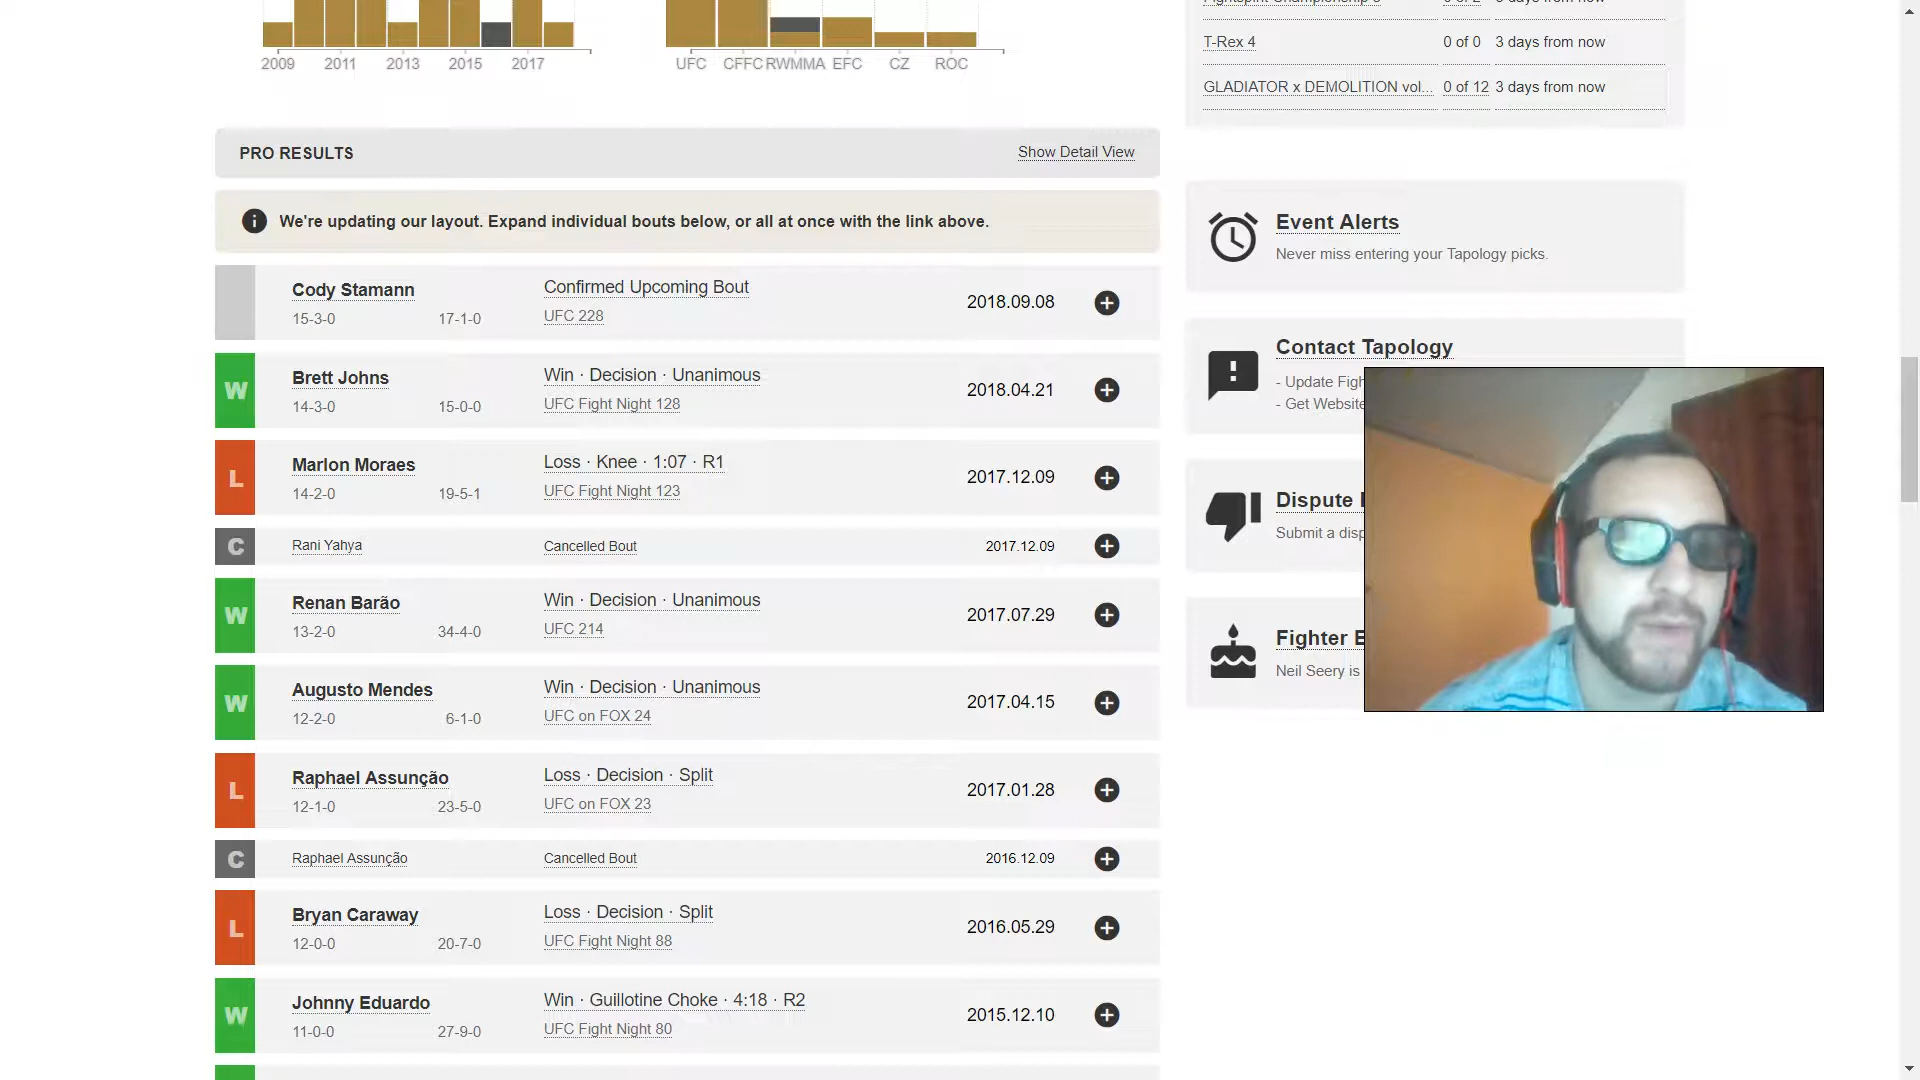 2009 2011 2013 2015 2017
UFC CFFC RWMMA EFC CZ ROC
T-Rex 4 0 of 0 3 days from now
GLADIATOR x DEMOLITION vol... 0 of 12 3 days from now
PRO RESULTS Show Detail View
We're updating our layout. Expand individual bouts below, or all at once with the link above.
Cody Stamann Confirmed Upcoming Bout 2018.09.08
15-3-0 17-1-0 UFC 228
W Brett Johns Win · Decision · Unanimous 2018.04.21
14-3-0 15-0-0 UFC Fight Night 128
L Marlon Moraes Loss · Knee · 1:07 · R1 2017.12.09
14-2-0 19-5-1 UFC Fight Night 123
C Rani Yahya Cancelled Bout 2017.12.09
W Renan Barão Win · Decision · Unanimous 2017.07.29
13-2-0 34-4-0 UFC 214
W Augusto Mendes Win · Decision · Unanimous 2017.04.15
12-2-0 6-1-0 UFC on FOX 24
L Raphael Assunção Loss · Decision · Split 2017.01.28
12-1-0 23-5-0 UFC on FOX 23
C Raphael Assunção Cancelled Bout 2016.12.09
L Bryan Caraway Loss · Decision · Split 2016.05.29
12-0-0 20-7-0 UFC Fight Night 88
W Johnny Eduardo Win · Guillotine Choke · 4:18 · R2 2015.12.10
11-0-0 27-9-0 UFC Fight Night 80
Event Alerts
Never miss entering your Tapology picks.
Contact Tapology
- Update Figh
- Get Website
Dispute
Submit a disp
Fighter
Neil Seery is